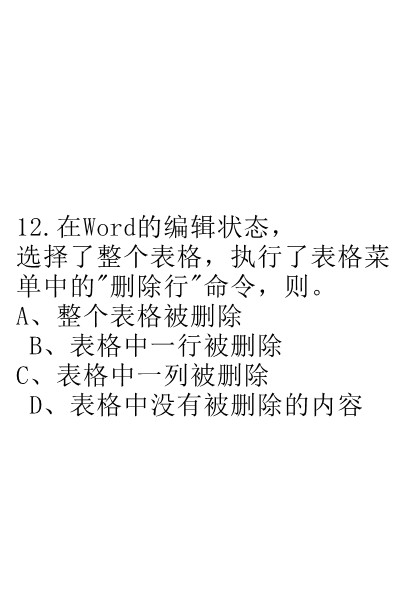 12.在Word的编辑状态，
选择了整个表格，执行了表格菜
单中的"删除行"命令，则。
A、整个表格被删除
B、表格中一行被删除
C、表格中一列被删除
D、表格中没有被删除的内容